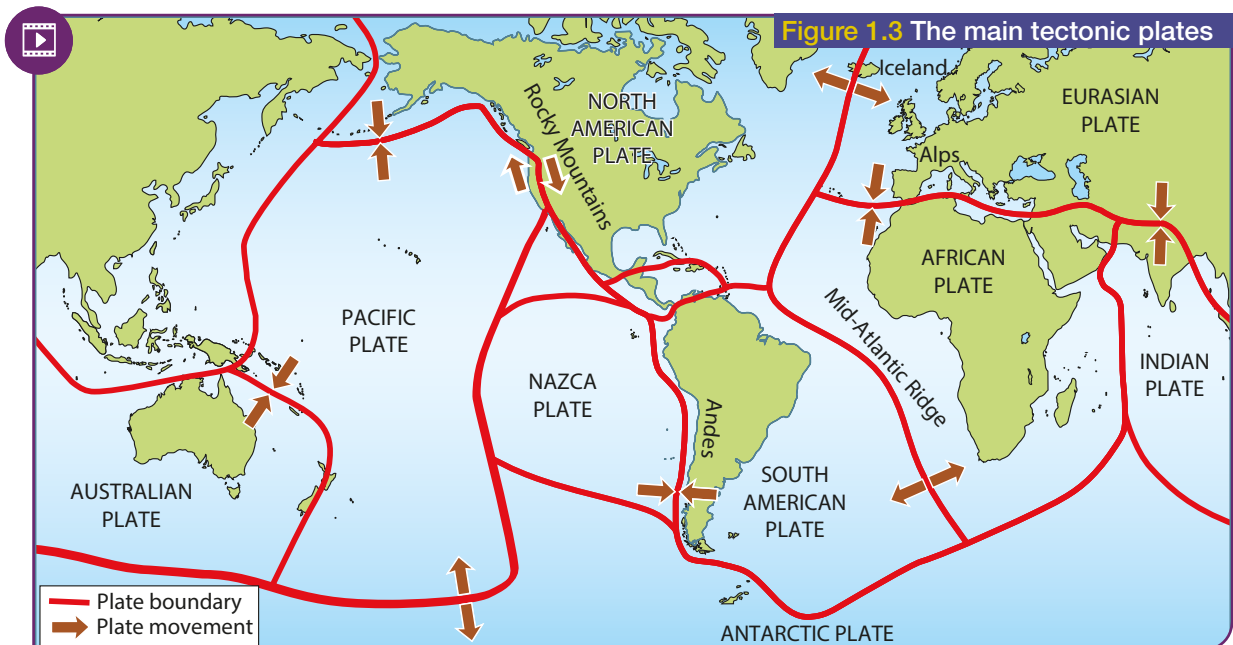 Figure 1.3 The main tectonic plates
Iceland
EURASIAN
PLATE
Rocky Mountains
NORTH
AMERICAN
PLATE
Alps
AFRICAN
PLATE
PACIFIC
PLATE
Mid-Atlantic Ridge
INDIAN
PLATE
NAZCA
PLATE
Andes
SOUTH
AMERICAN
PLATE
AUSTRALIAN
PLATE
Plate boundary
Plate movement
ANTARCTIC PLATE